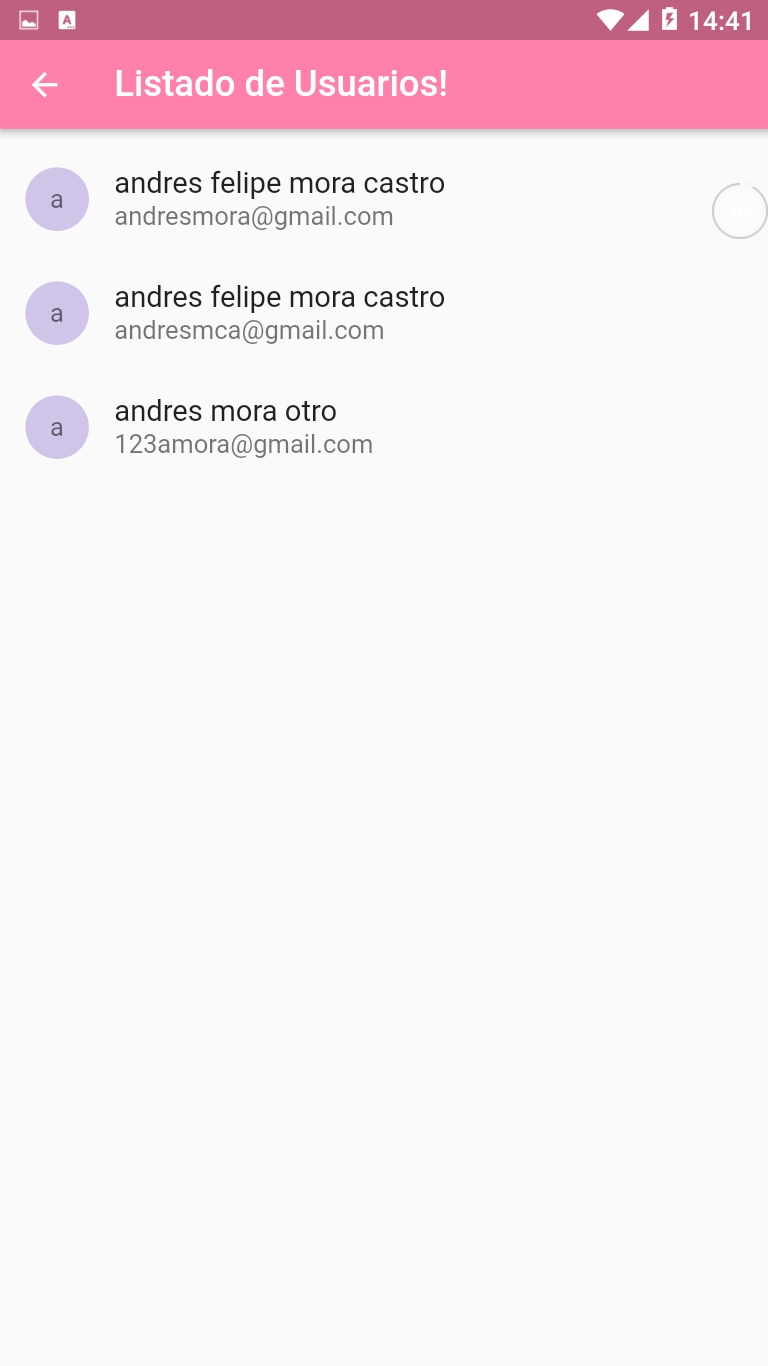 14:41
Listado de Usuarios!
a
andres felipe mora castro
andresmora@gmail.com
a
andres felipe mora castro
andresmca@gmail.com
a
andres mora otro
123amora@gmail.com